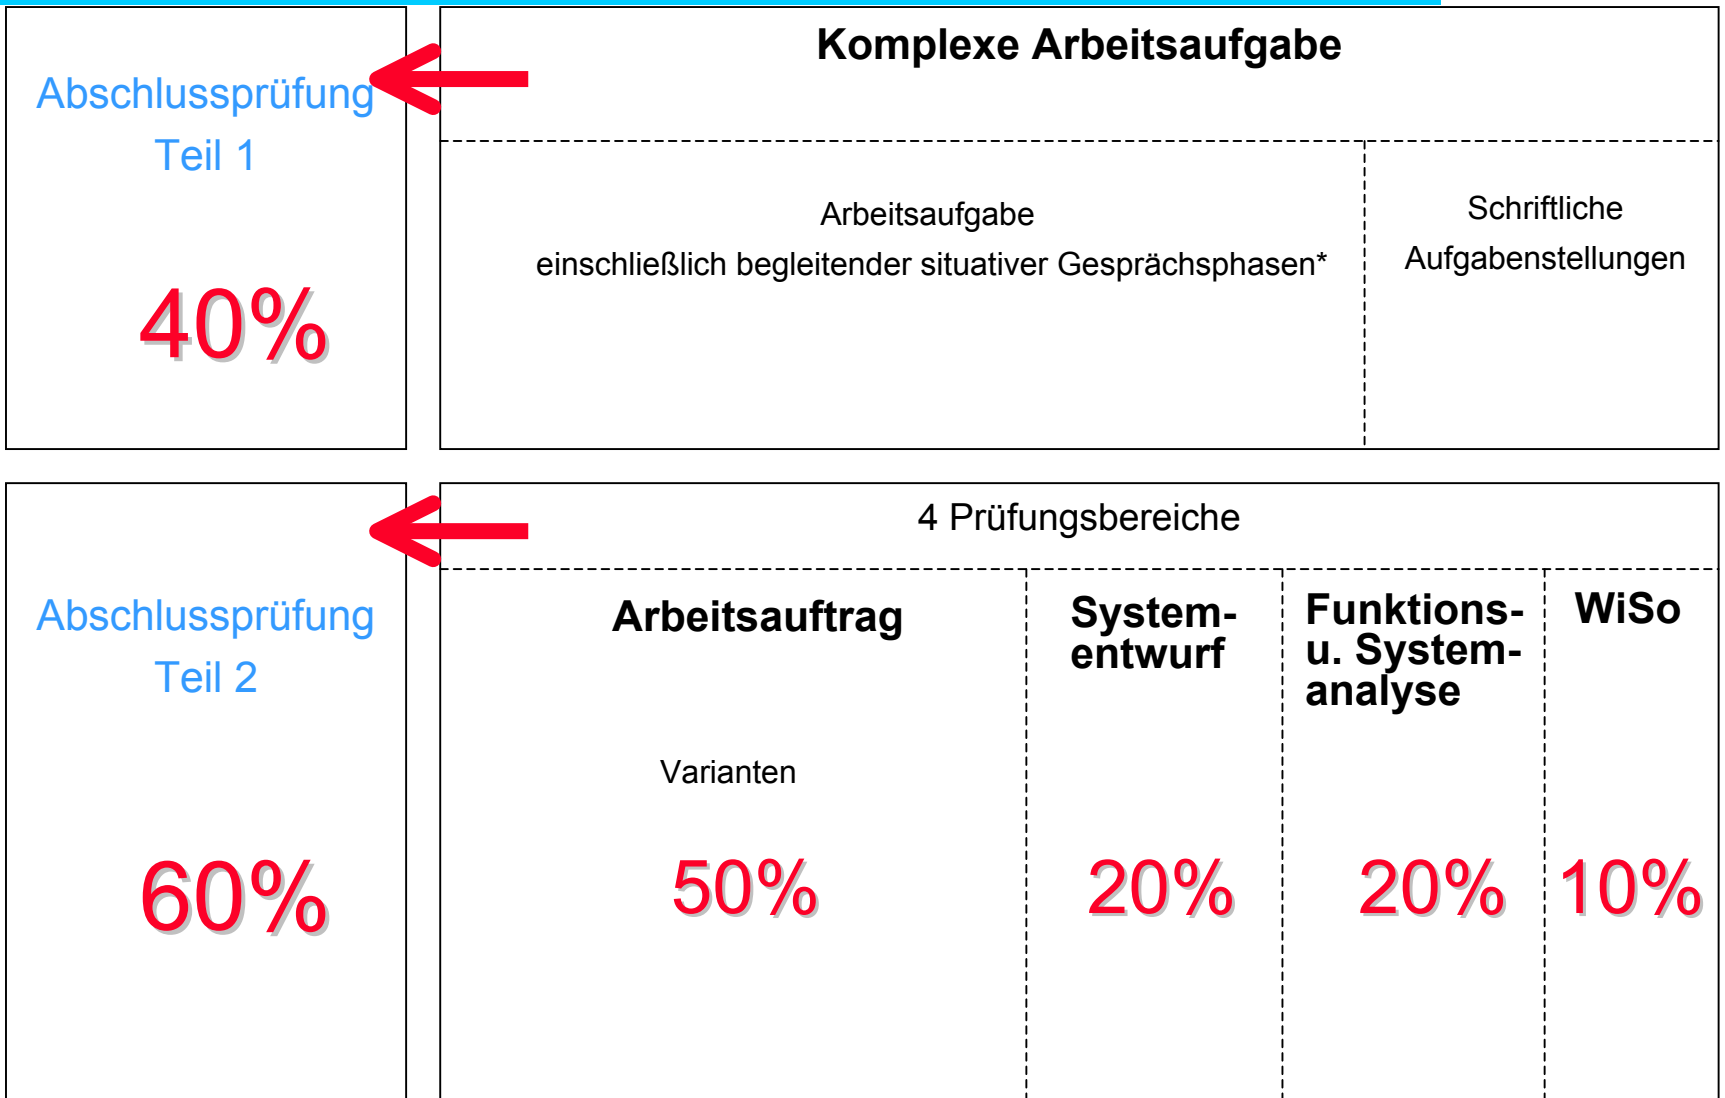 Abschlussprüfung
Teil 1
40%
Komplexe Arbeitsaufgabe
Arbeitsaufgabe
einschließlich begleitender situativer Gesprächsphasen*
Schriftliche
Aufgabenstellungen
Abschlussprüfung
Teil 2
60%
4 Prüfungsbereiche
Arbeitsauftrag
Varianten
50%
System-
entwurf
20%
Funktions-
u. System-
analyse
20%
WiSo
10%